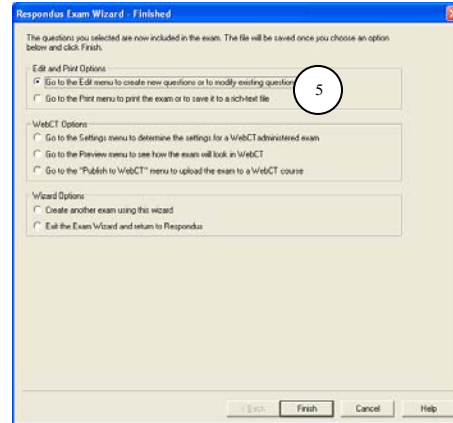 Respondus Exam Wizard - Finished
The questions you selected are now included in the exam. The file will be saved once you choose an option
below and click Finish.
Edit and Print Options
Go to the Edit menu to create new questions or to modify existing questions
5
Go to the Print menu to print the exam or to save it to a rich-text file
WebCT Options
Go to the Settings menu to determine the settings for a WebCT administered exam
Go to the Preview menu to see how the exam will look in WebCT
Go to the "Publish to WebCT" menu to upload the exam to a WebCT course
Wizard Options
Create another exam using this wizard
Exit the Exam Wizard and return to Respondus
< Back Finish Cancel Help